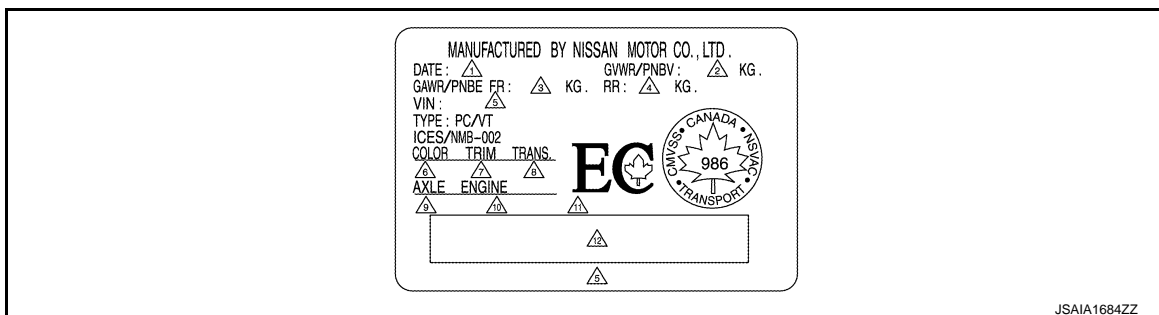 MANUFACTURED BY NISSAN MOTOR CO., LTD.
DATE: 1 GVWR/PNBV: 2 KG.
GAWR/PNBE FR: 3 KG. RR: 4 KG.
VIN: 5
TYPE: PC/VT
ICES/NMB-002
COLOR TRIM TRANS.
6 7 8
AXLE ENGINE
9 10 11
EC
CMVSS • CANADA • NSVAC • TRANSPORT •
986
12
5
JSAIA1684ZZ